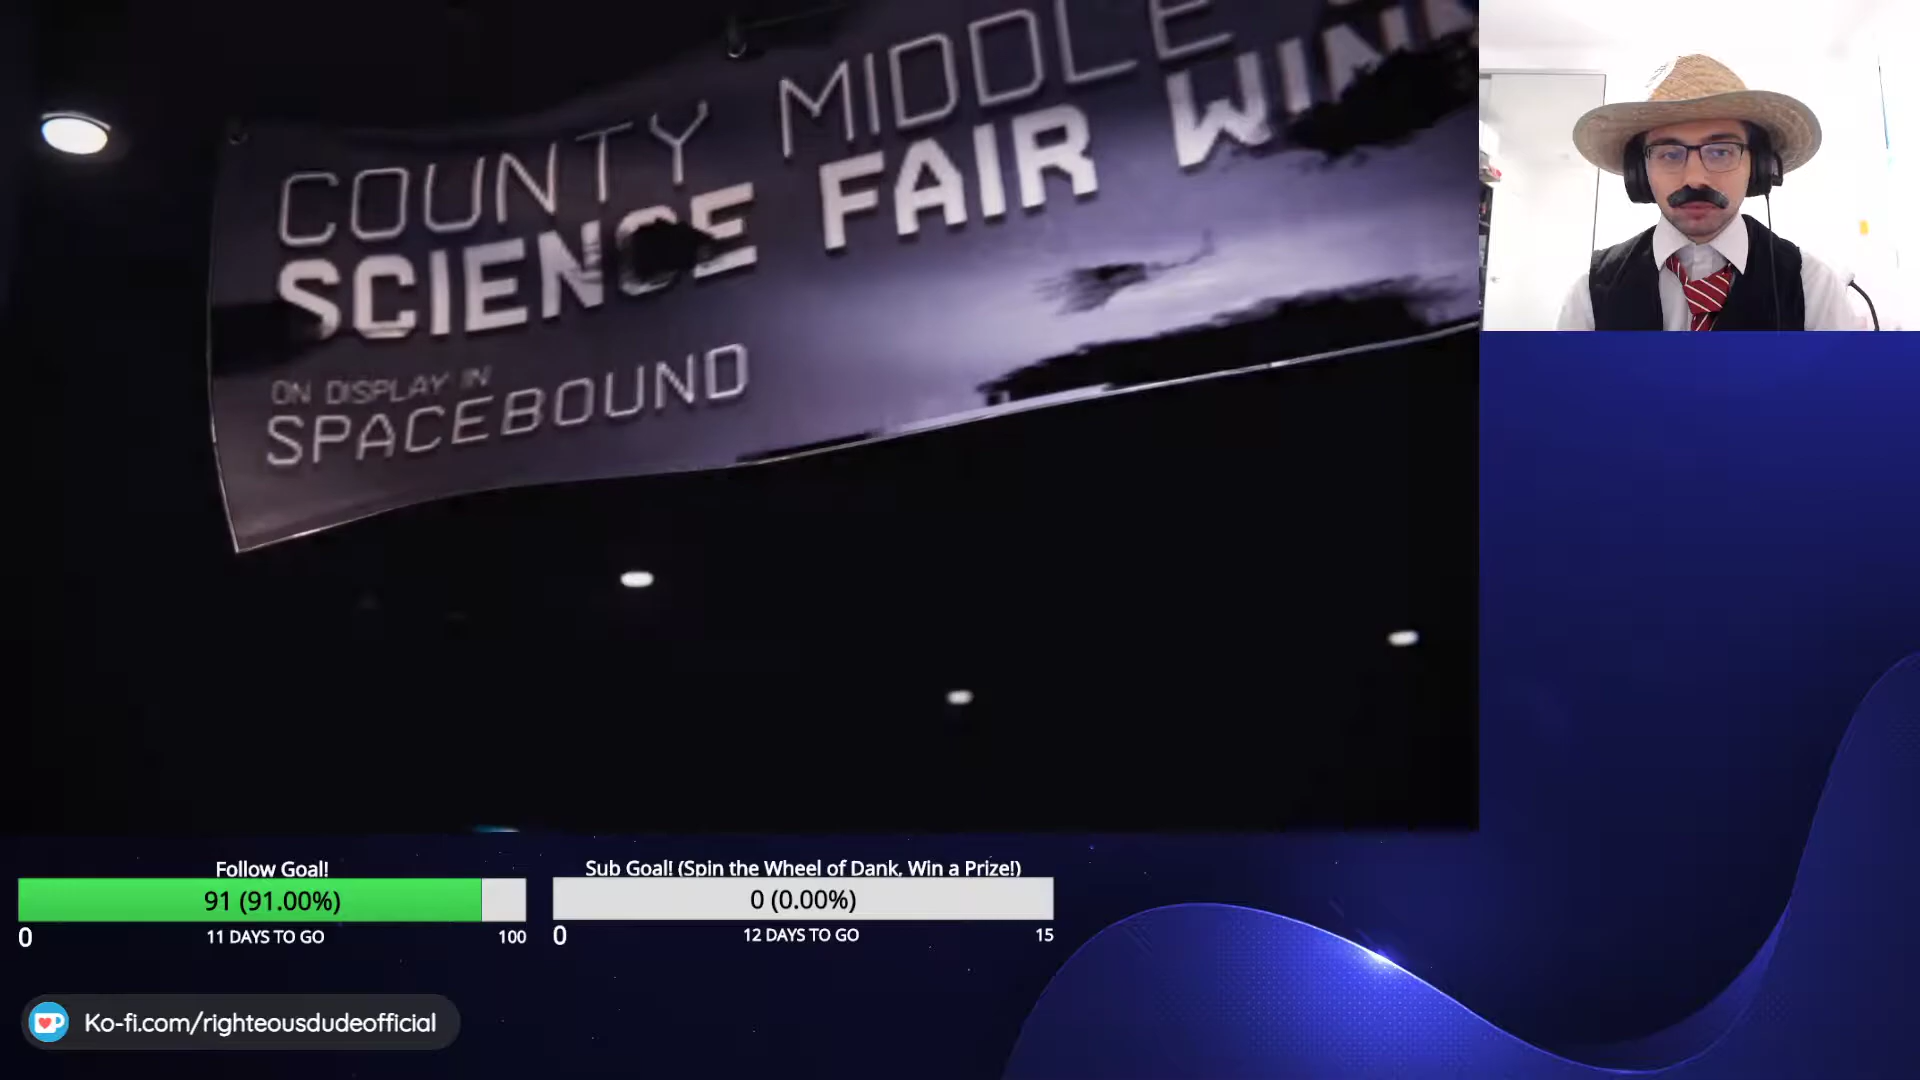 COUNTY MIDDLE
SCIENCE FAIR
ON DISPLAY IN
SPACEBOUND
Follow Goal!
91 (91.00%)
0 11 DAYS TO GO 100
Sub Goal! (Spin the Wheel of Dank, Win a Prize!)
0 (0.00%)
0 12 DAYS TO GO 15
Ko-fi.com/righteousdudeofficial